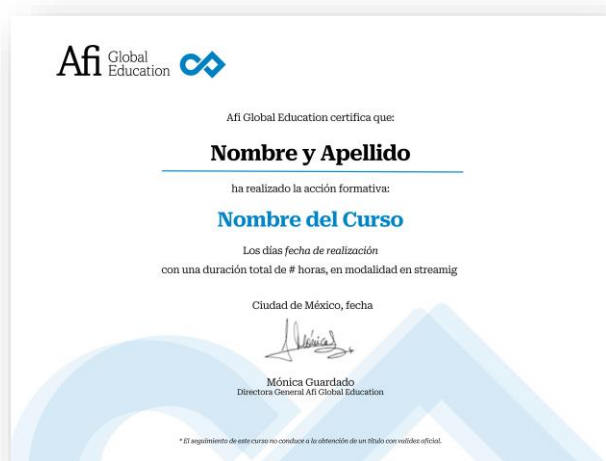 Afi Global
Education
Afi Global Education certifica que:
Nombre y Apellido
ha realizado la acción formativa:
Nombre del Curso
Los días fecha de realización
con una duración total de # horas, en modalidad en streamig
Ciudad de México, fecha
Mónica
Mónica Guardado
Directora General Afi Global Education
* El seguimiento de este curso no conduce a la obtención de un título con validez oficial.